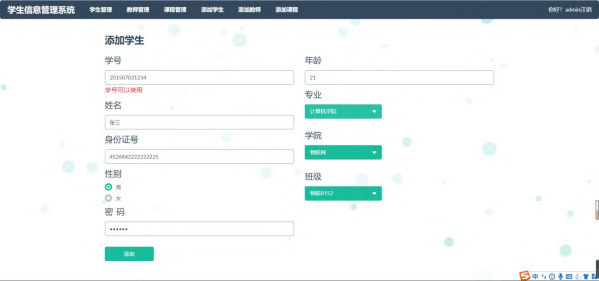 学生信息管理系统 学生管理 教师管理 课程管理 添加学生 添加教师 添加课程 你好！admin注销
添加学生
学号
201507031234
学号可以使用
姓名
张三
身份证号
4526842222222225
性别
男
女
密 码
••••••
添加
年龄
21
专业
计算机学院
学院
物联网
班级
物联B152
中